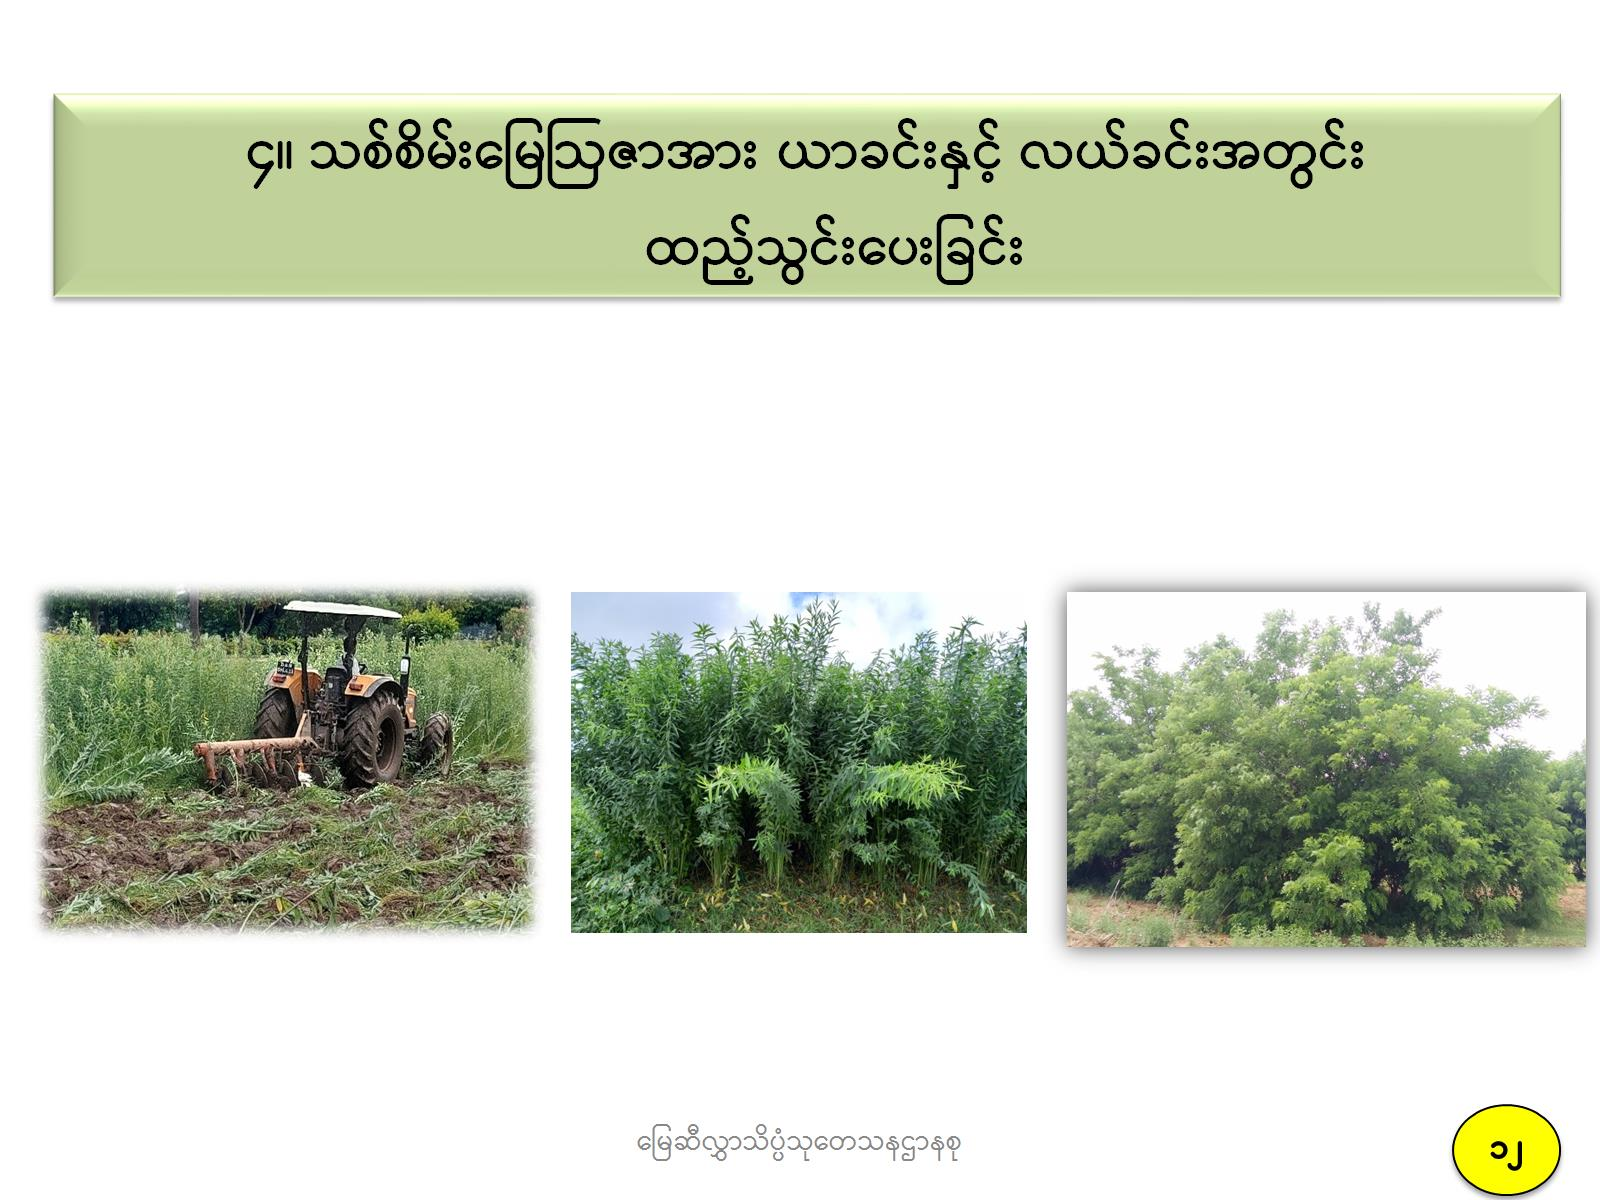 ၄။ သစ်စိမ်းမြေသြဇာအား ယာခင်းနှင့် လယ်ခင်းအတွင်း
ထည့်သွင်းပေးခြင်း
မြေဆီလွှာသိပ္ပံသုတေသနဌာနစု
၁၂